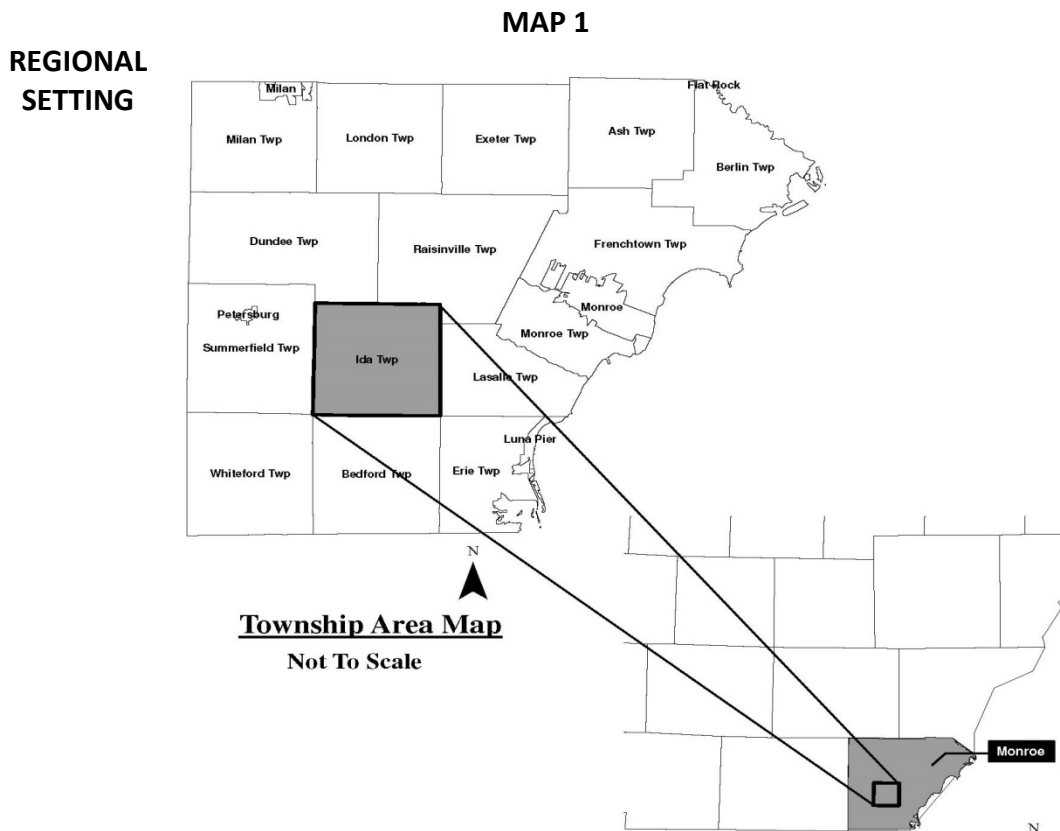 MAP 1
REGIONAL
SETTING
Milan
Flat Rock
Milan Twp
London Twp
Exeter Twp
Ash Twp
Berlin Twp
Dundee Twp
Raisinville Twp
Frenchtown Twp
Petersburg
Monroe
Summerfield Twp
Ida Twp
Monroe Twp
Lasalle Twp
Luna Pier
Whiteford Twp
Bedford Twp
Erie Twp
N
Township Area Map
Not To Scale
Monroe
N